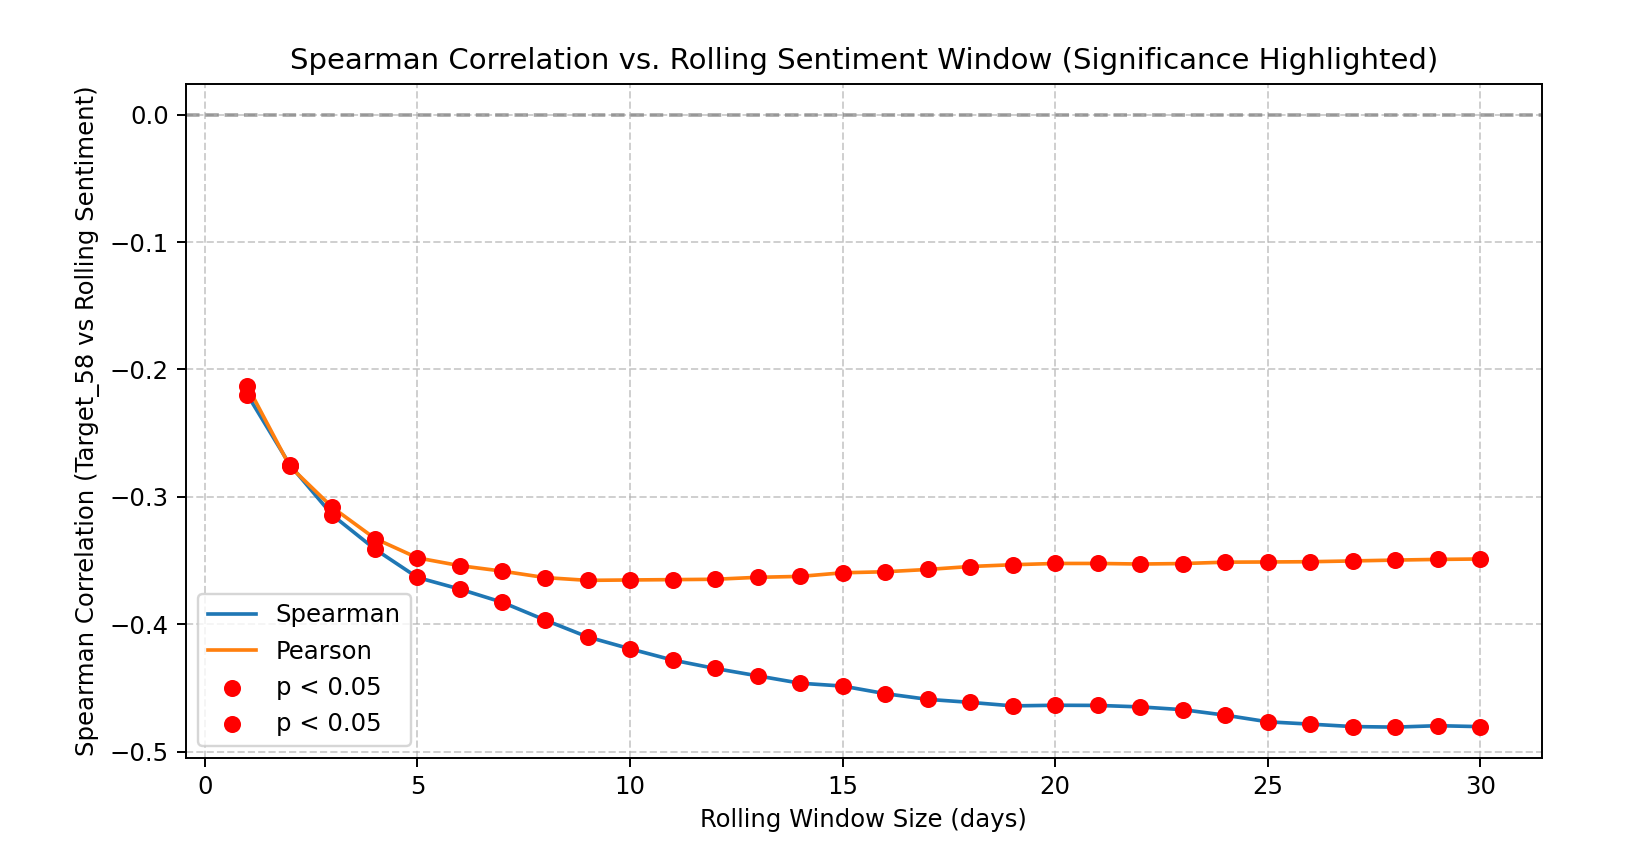 Spearman Correlation vs. Rolling Sentiment Window (Significance Highlighted)
Spearman Correlation (Target_58 vs Rolling Sentiment)
0.0
−0.1
−0.2
−0.3
−0.4
−0.5
Spearman
Pearson
p < 0.05
p < 0.05
0 5 10 15 20 25 30
Rolling Window Size (days)